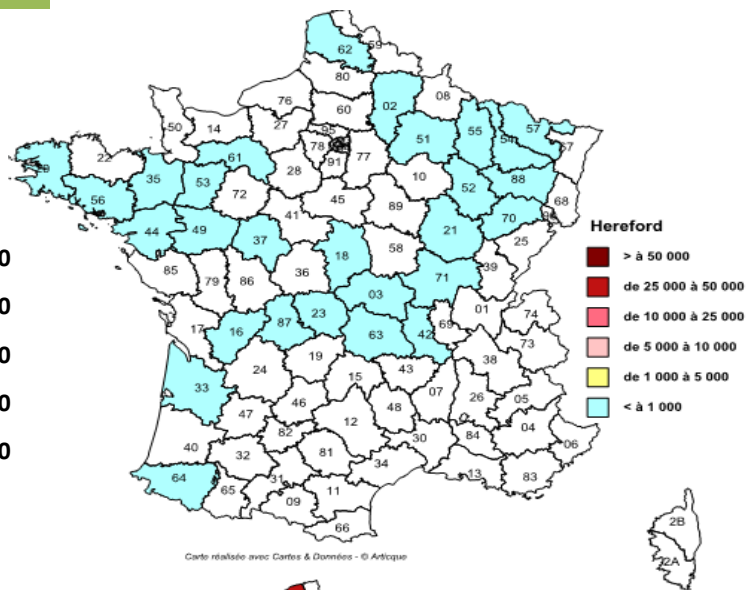 62 59
80
02 08
76
60
50 14 27
95
51 55 54 57 67
78 77
91
22
29 35 61
53 28 10 52 88
56 72 45 68
89 70 90
44 49 41 21
37 25
18 58
85 79 86 36 71 39
03
17 16 87 23 63 42 69 01 74
73
19 38
24 43
33 15
46 07 26 05
47 48
12 04
82 30 84 06
40 32 81
34 13 83
64 65 31
09 11
66
2B
2A
Hereford
> à 50 000
de 25 000 à 50 000
de 10 000 à 25 000
de 5 000 à 10 000
de 1 000 à 5 000
< à 1 000
0
0
0
0
0
Carte réalisée avec Cartes & Données - © Articque